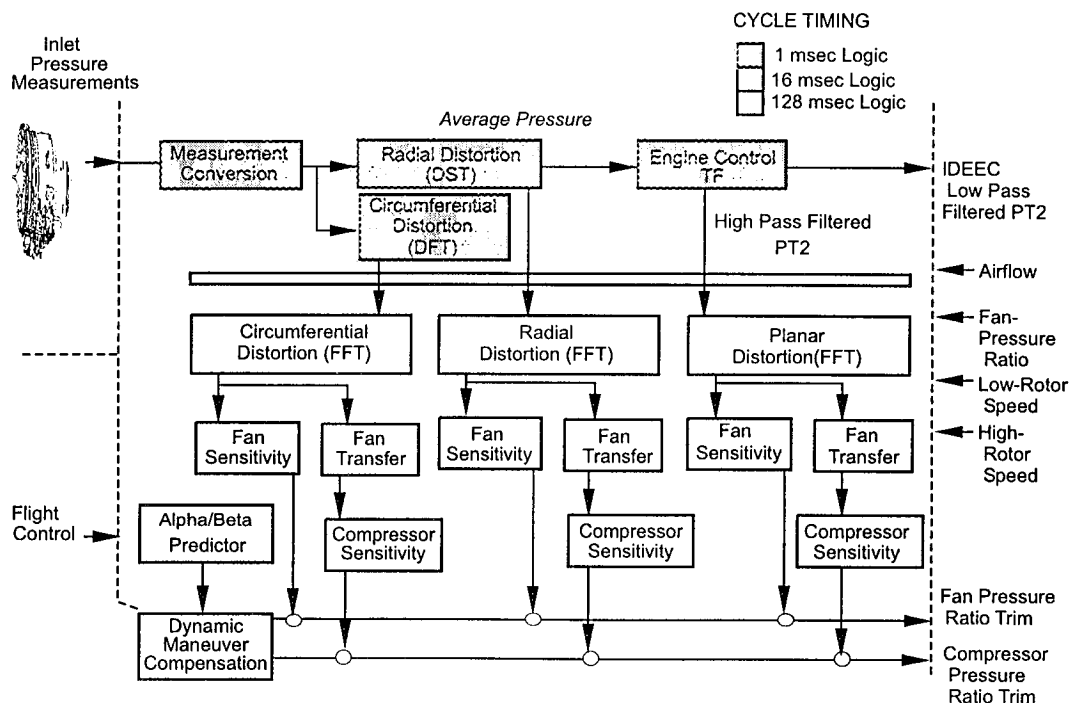 CYCLE TIMING
1 msec Logic
16 msec Logic
128 msec Logic
Inlet
Pressure
Measurements
Average Pressure
Measurement
Conversion
Radial Distortion
(DST)
Engine Control
TF
IDEEC
Low Pass
Filtered PT2
Circumferential
Distortion
(DFT)
High Pass Filtered
PT2
Airflow
Circumferential
Distortion (FFT)
Radial
Distortion (FFT)
Planar
Distortion(FFT)
Fan-
Pressure
Ratio
Low-Rotor
Speed
Fan
Sensitivity
Fan
Transfer
Fan
Sensitivity
Fan
Transfer
Fan
Sensitivity
Fan
Transfer
High-
Rotor
Speed
Flight
Control
Alpha/Beta
Predictor
Compressor
Sensitivity
Compressor
Sensitivity
Compressor
Sensitivity
Dynamic
Maneuver
Compensation
Fan Pressure
Ratio Trim
Compressor
Pressure
Ratio Trim